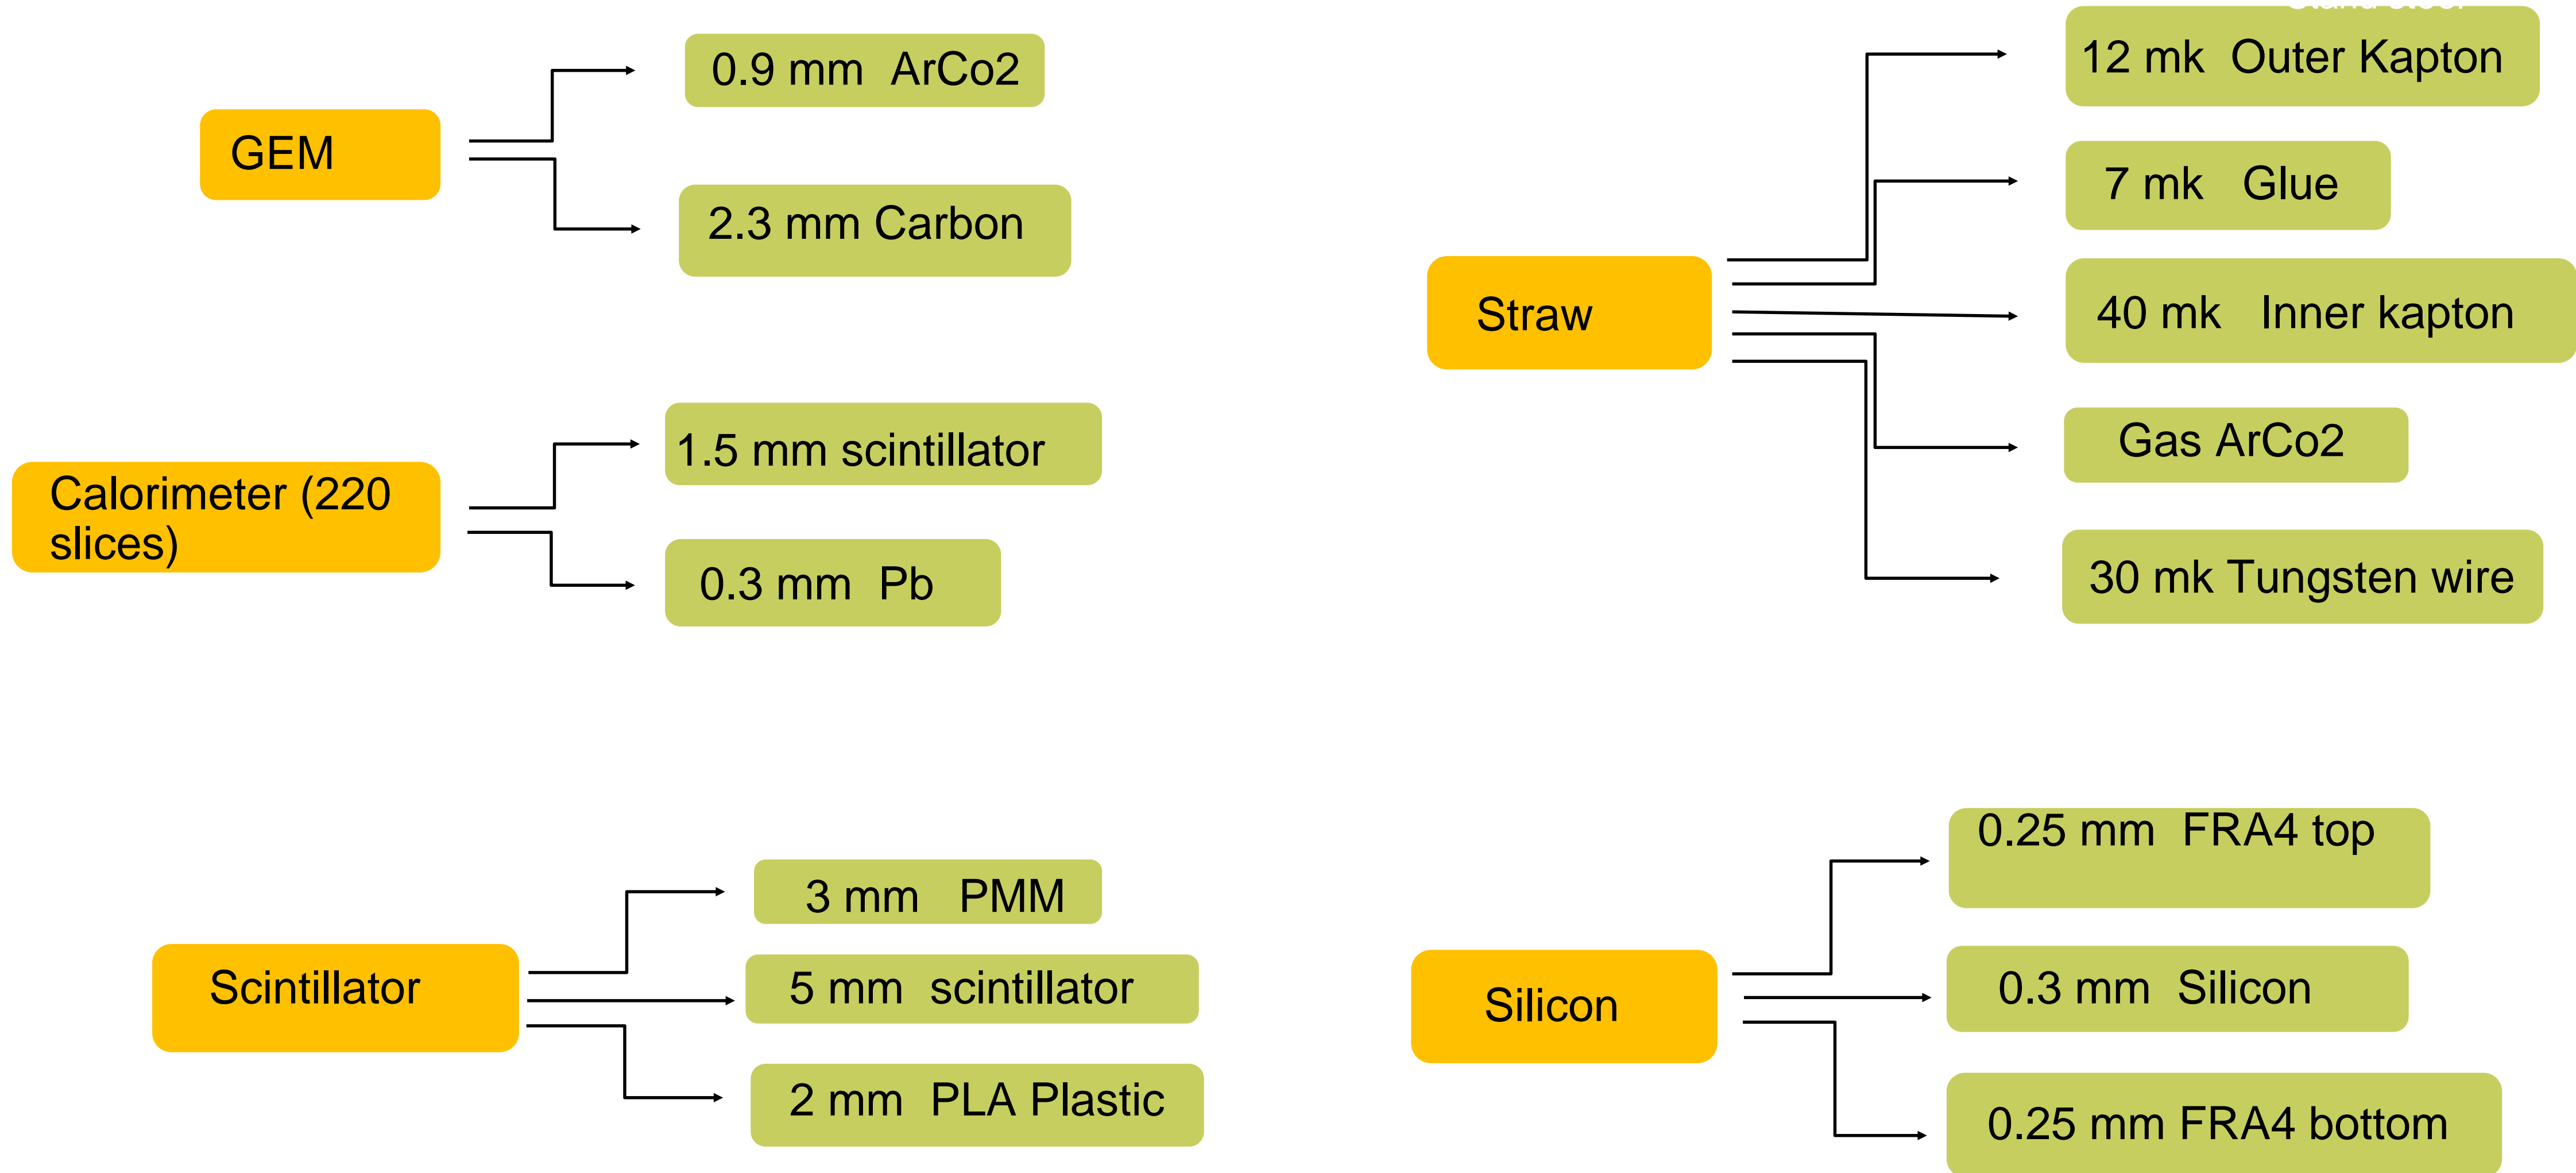 GEM
0.9 mm ArCo2
2.3 mm Carbon
Calorimeter (220
slices)
1.5 mm scintillator
0.3 mm Pb
Scintillator
3 mm PMM
5 mm scintillator
2 mm PLA Plastic
Straw
12 mk Outer Kapton
7 mk Glue
40 mk Inner kapton
Gas ArCo2
30 mk Tungsten wire
Silicon
0.25 mm FRA4 top
0.3 mm Silicon
0.25 mm FRA4 bottom